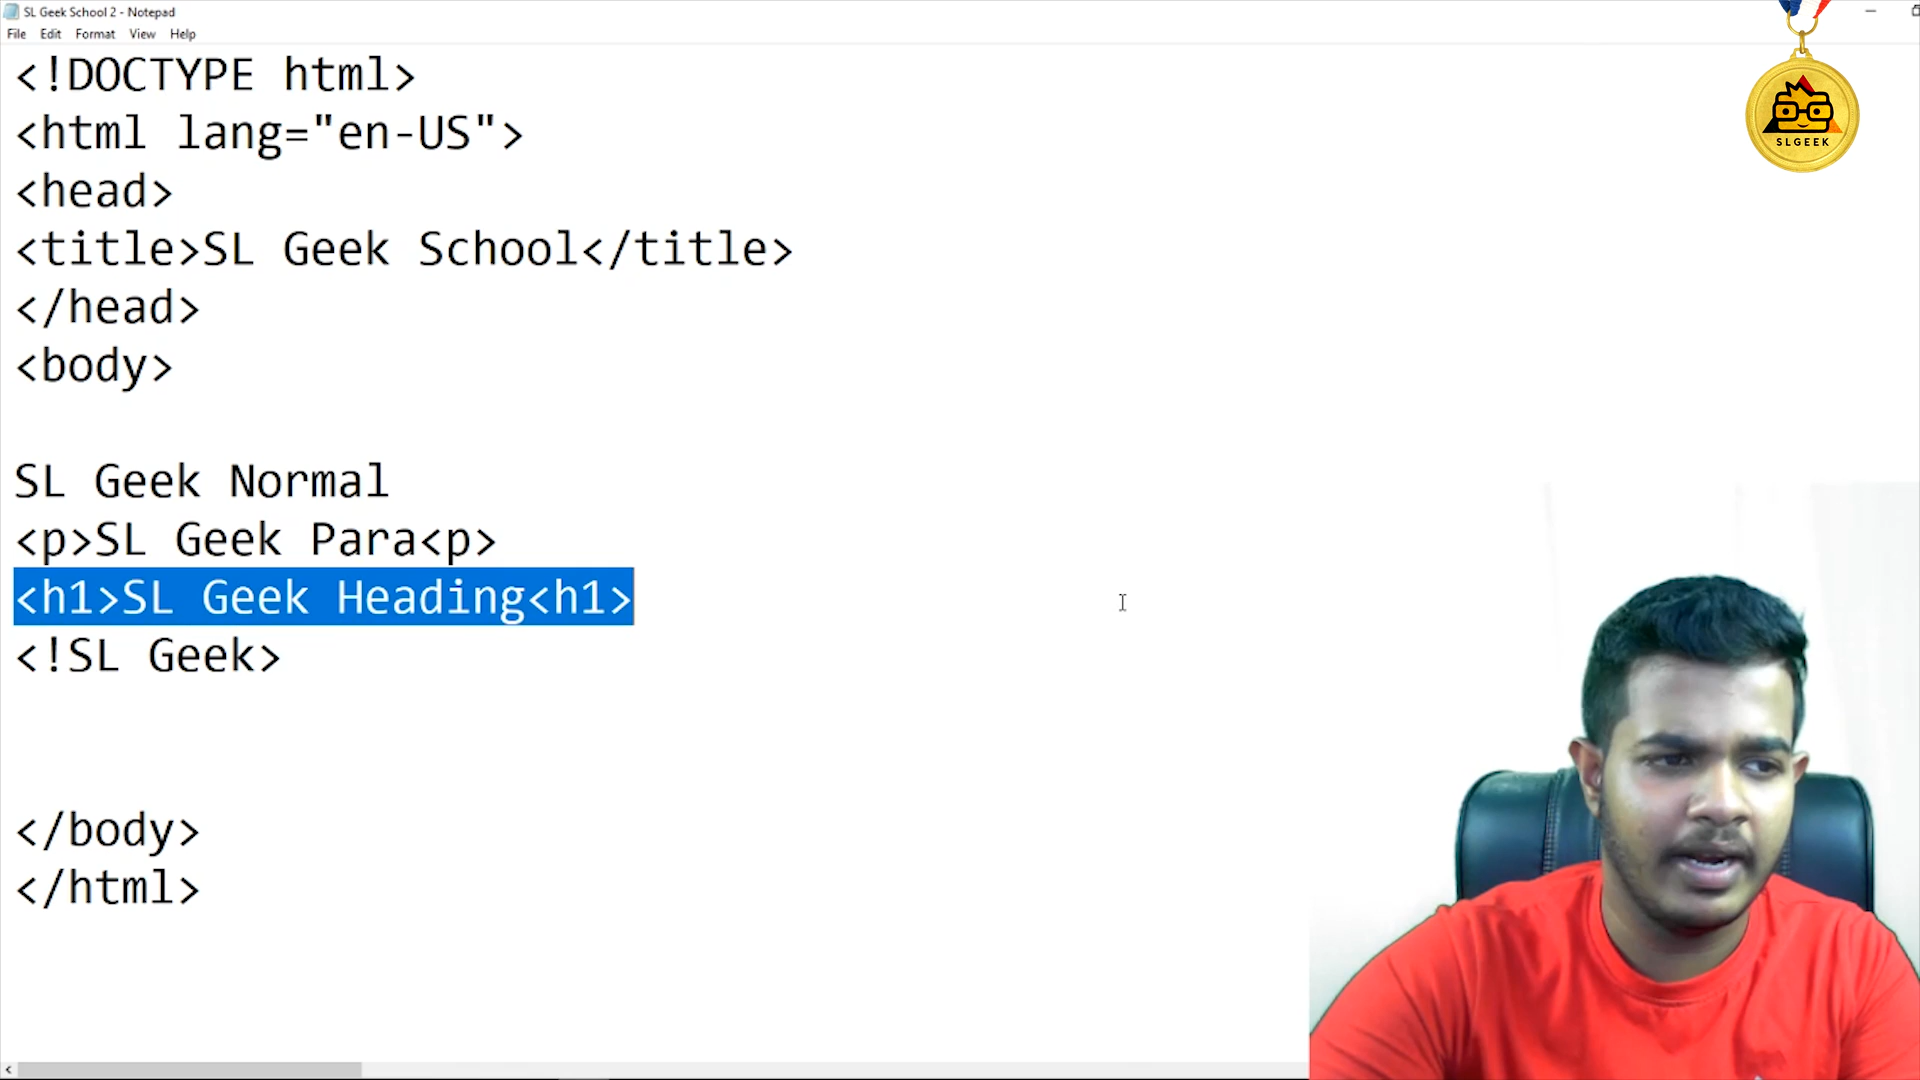 SL Geek School 2 - Notepad
File Edit Format View Help
<!DOCTYPE html>
<html lang="en-US">
<head>
<title>SL Geek School</title>
</head>
<body>
SL Geek Normal
<p>SL Geek Para<p>
<h1>SL Geek Heading<h1>
<!SL Geek>
</body>
</html>
SLGEEK